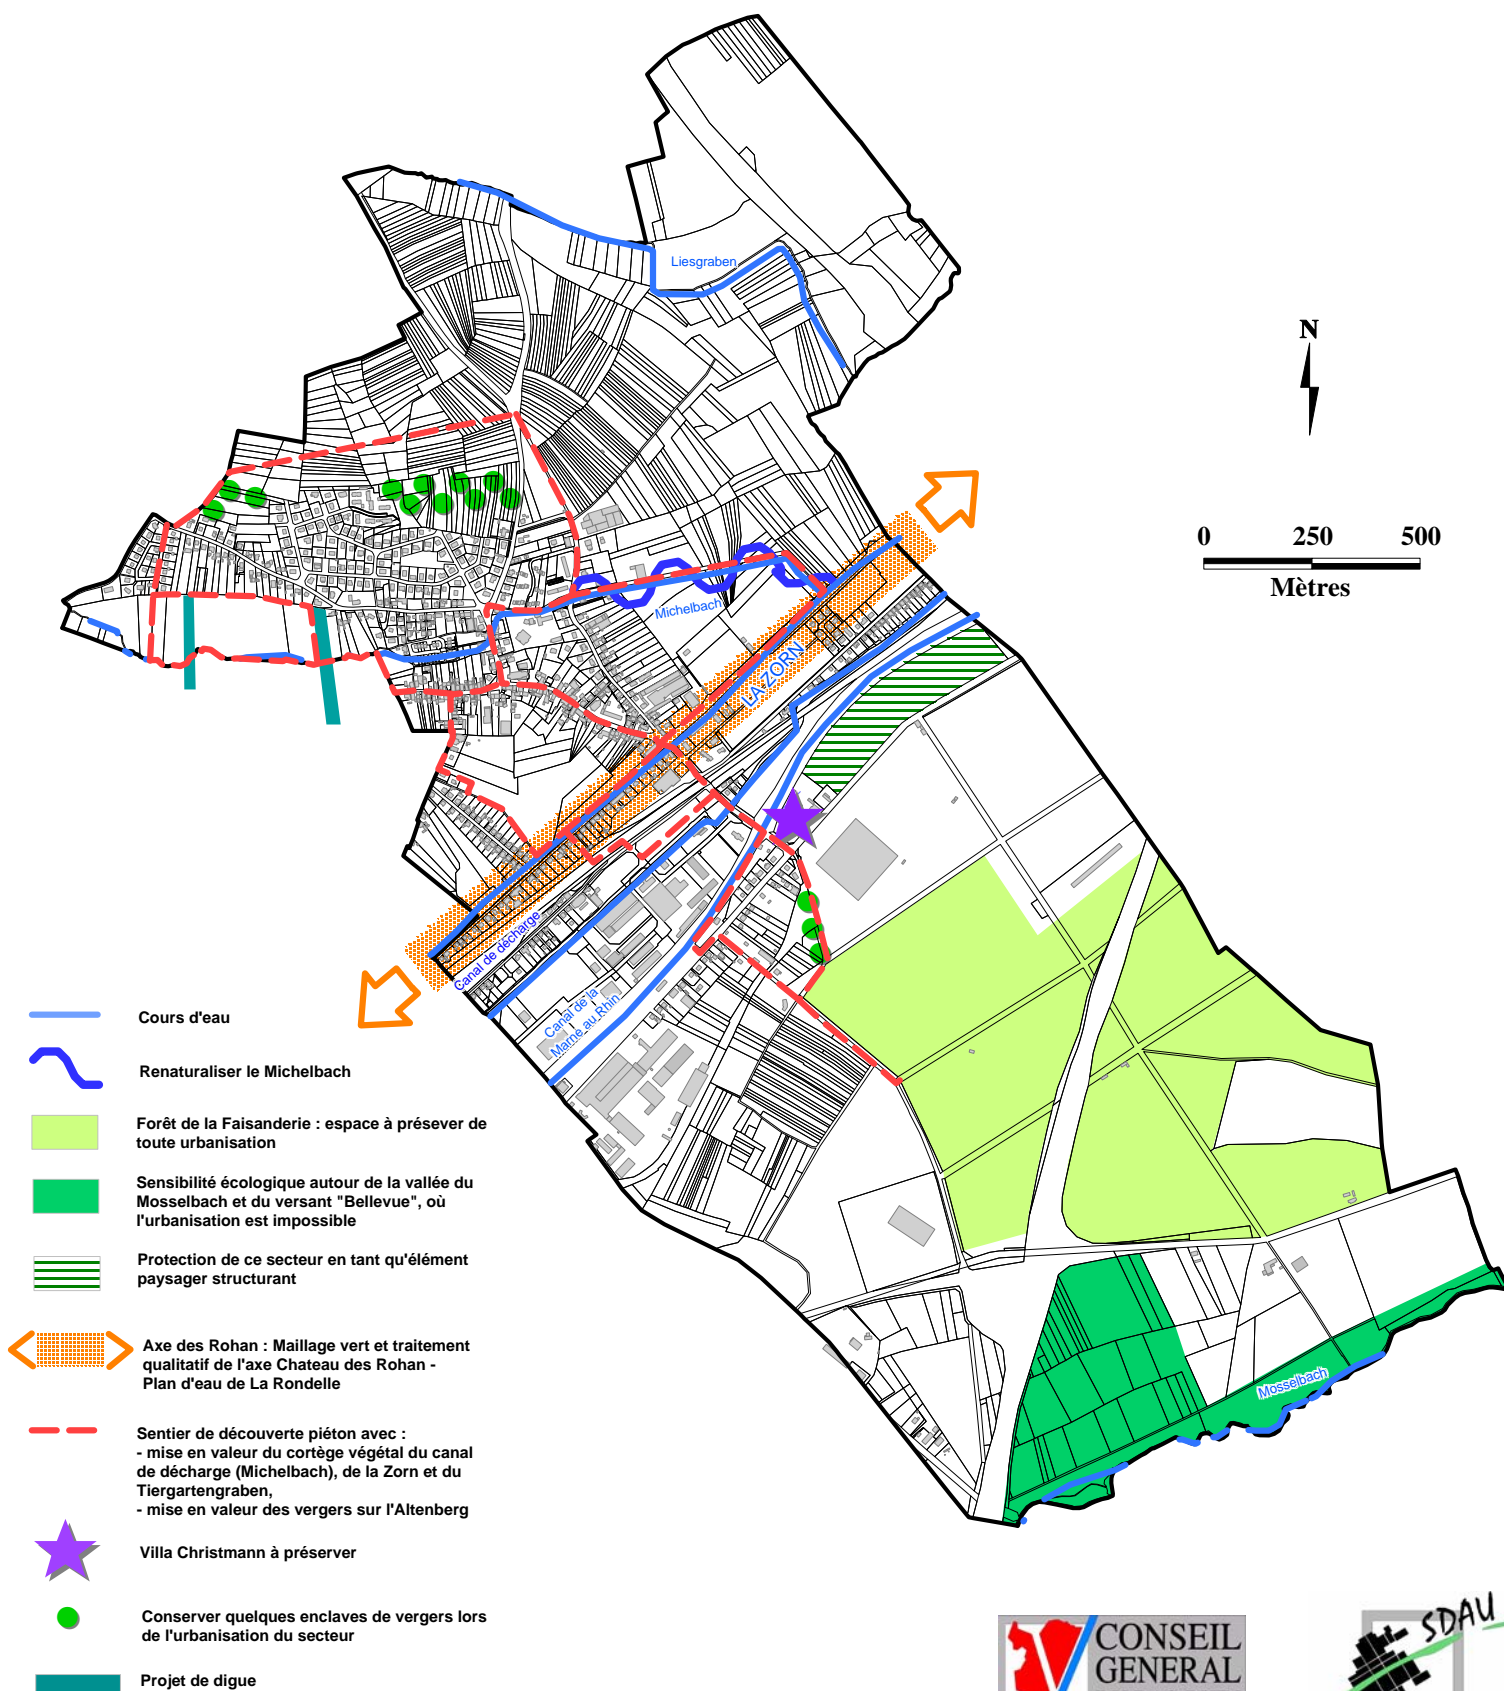 Liesgraben
N
0 250 500
Mètres
Michelbach
LA ZORN
Canal de décharge
Canal de la
Marne au Rhin
Mosselbach
Cours d'eau
Renaturaliser le Michelbach
Forêt de la Faisanderie : espace à présever de
toute urbanisation
Sensibilité écologique autour de la vallée du
Mosselbach et du versant "Bellevue", où
l'urbanisation est impossible
Protection de ce secteur en tant qu'élément
paysager structurant
Axe des Rohan : Maillage vert et traitement
qualitatif de l'axe Chateau des Rohan -
Plan d'eau de La Rondelle
Sentier de découverte piéton avec :
- mise en valeur du cortège végétal du canal
de décharge (Michelbach), de la Zorn et du
Tiergartengraben,
- mise en valeur des vergers sur l'Altenberg
Villa Christmann à préserver
Conserver quelques enclaves de vergers lors
de l'urbanisation du secteur
Projet de digue
CONSEIL
GENERAL
SDAU